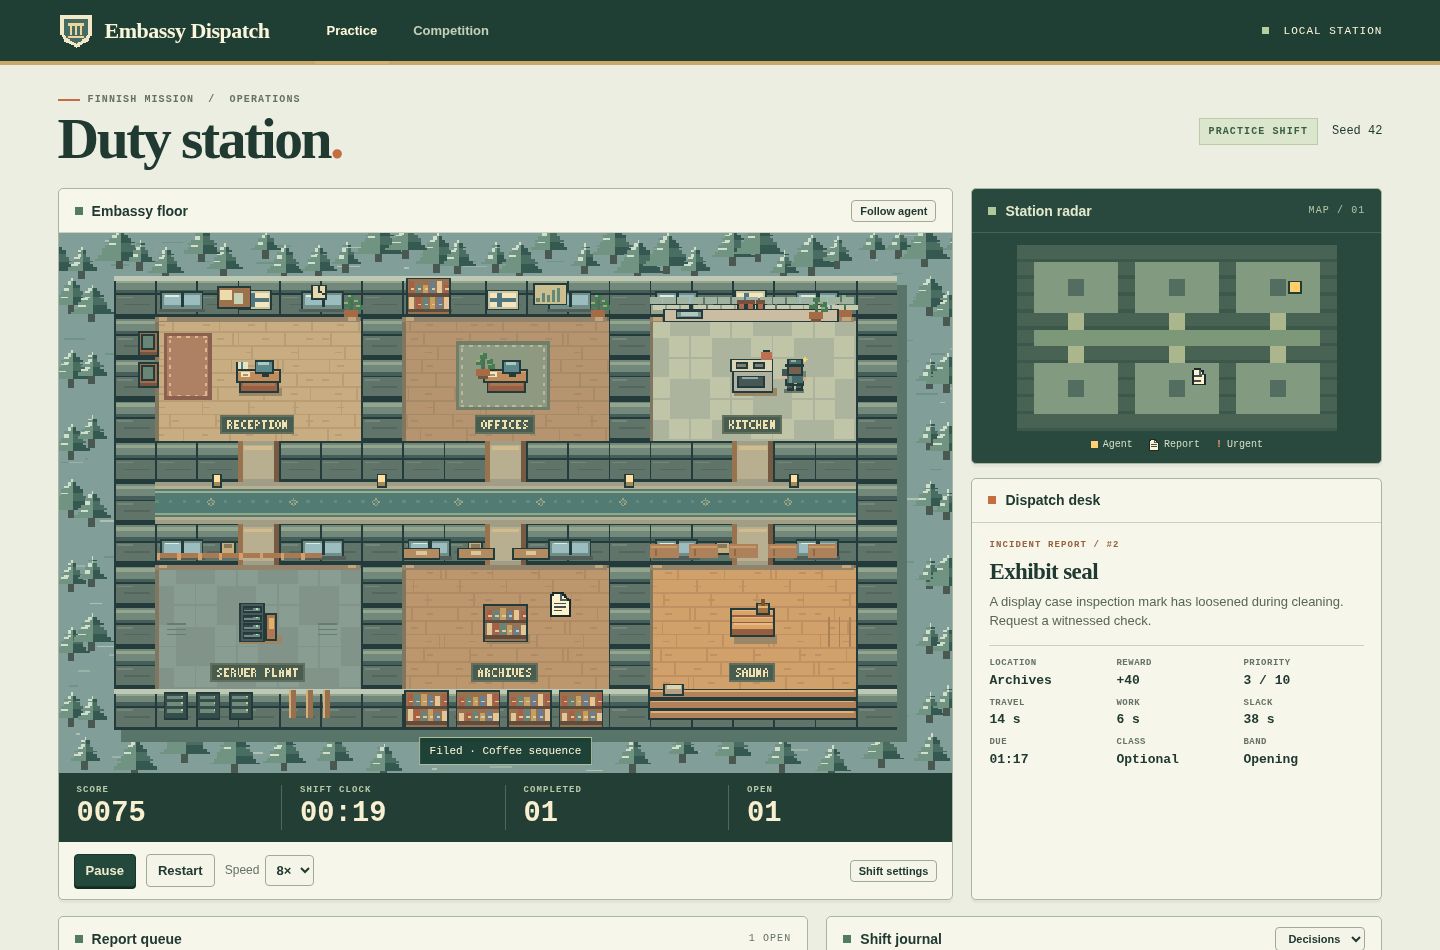 Embassy Dispatch
Practice
Competition
LOCAL STATION
FINNISH MISSION / OPERATIONS
Duty station.
PRACTICE SHIFT
Seed 42
Embassy floor
Follow agent
RECEPTION
OFFICES
KITCHEN
SERVER PLANT
ARCHIVES
SAUNA
Filed · Coffee sequence
SCORE
0075
SHIFT CLOCK
00:19
COMPLETED
01
OPEN
01
Pause
Restart
Speed
8×
Shift settings
Station radar
MAP / 01
Agent
Report
! Urgent
Dispatch desk
INCIDENT REPORT / #2
Exhibit seal
A display case inspection mark has loosened during cleaning.
Request a witnessed check.
LOCATION
Archives
REWARD
+40
PRIORITY
3 / 10
TRAVEL
14 s
WORK
6 s
SLACK
38 s
DUE
01:17
CLASS
Optional
BAND
Opening
Report queue
1 OPEN
Shift journal
Decisions